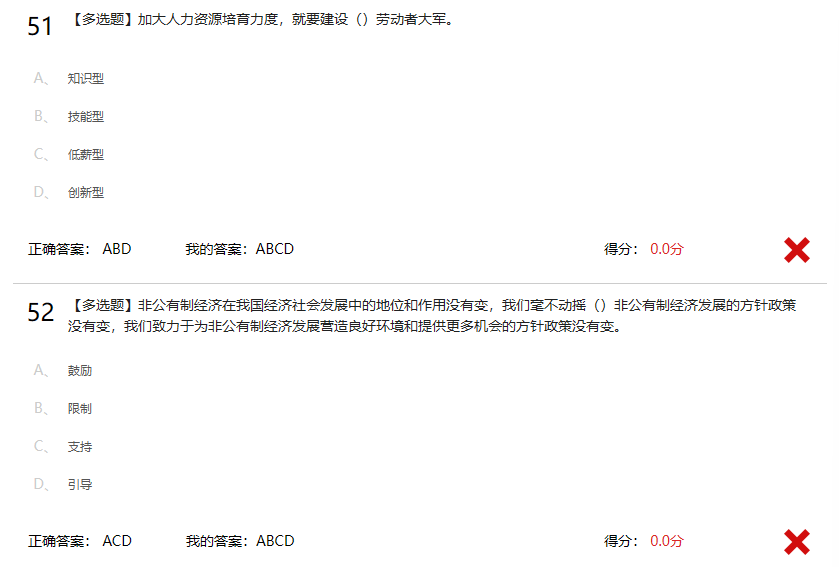 51 【多选题】加大人力资源培育力度，就要建设（）劳动者大军。
A、 知识型
B、 技能型
C、 低薪型
D、 创新型
正确答案： ABD 我的答案：ABCD 得分： 0.0分
52 【多选题】非公有制经济在我国经济社会发展中的地位和作用没有变，我们毫不动摇（）非公有制经济发展的方针政策
没有变，我们致力于为非公有制经济发展营造良好环境和提供更多机会的方针政策没有变。
A、 鼓励
B、 限制
C、 支持
D、 引导
正确答案： ACD 我的答案：ABCD 得分： 0.0分